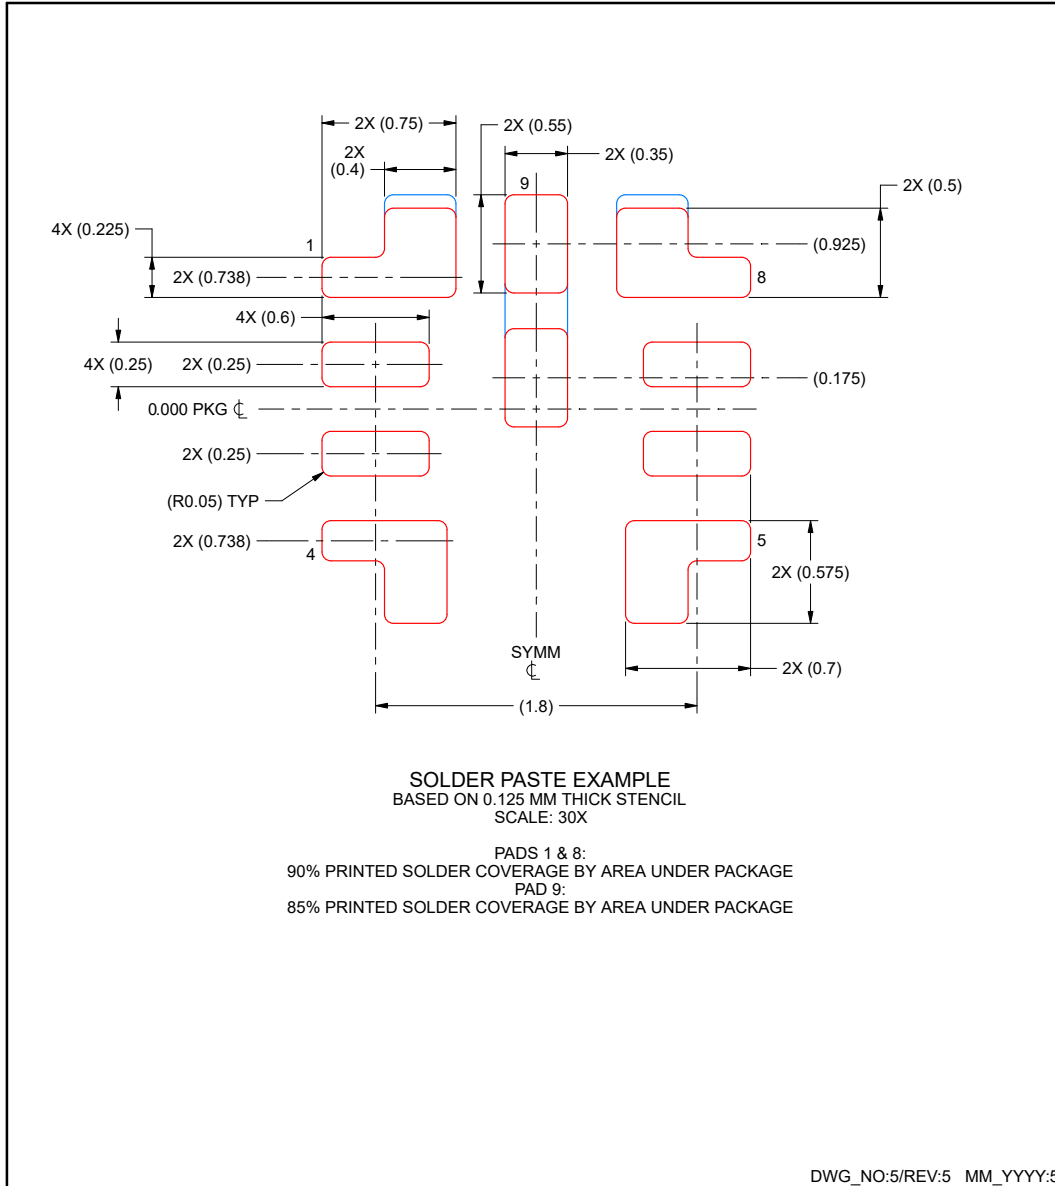 2X (0.75)
2X (0.55)
2X
(0.4)
2X (0.35)
9
2X (0.5)
4X (0.225)
1
(0.925)
2X (0.738)
8
4X (0.6)
4X (0.25)
2X (0.25)
(0.175)
0.000 PKG ℄
2X (0.25)
(R0.05) TYP
2X (0.738)
4
5
2X (0.575)
SYMM
℄
2X (0.7)
(1.8)
SOLDER PASTE EXAMPLE
BASED ON 0.125 MM THICK STENCIL
SCALE: 30X
PADS 1 & 8:
90% PRINTED SOLDER COVERAGE BY AREA UNDER PACKAGE
PAD 9:
85% PRINTED SOLDER COVERAGE BY AREA UNDER PACKAGE
DWG_NO:5/REV:5 MM_YYYY:5